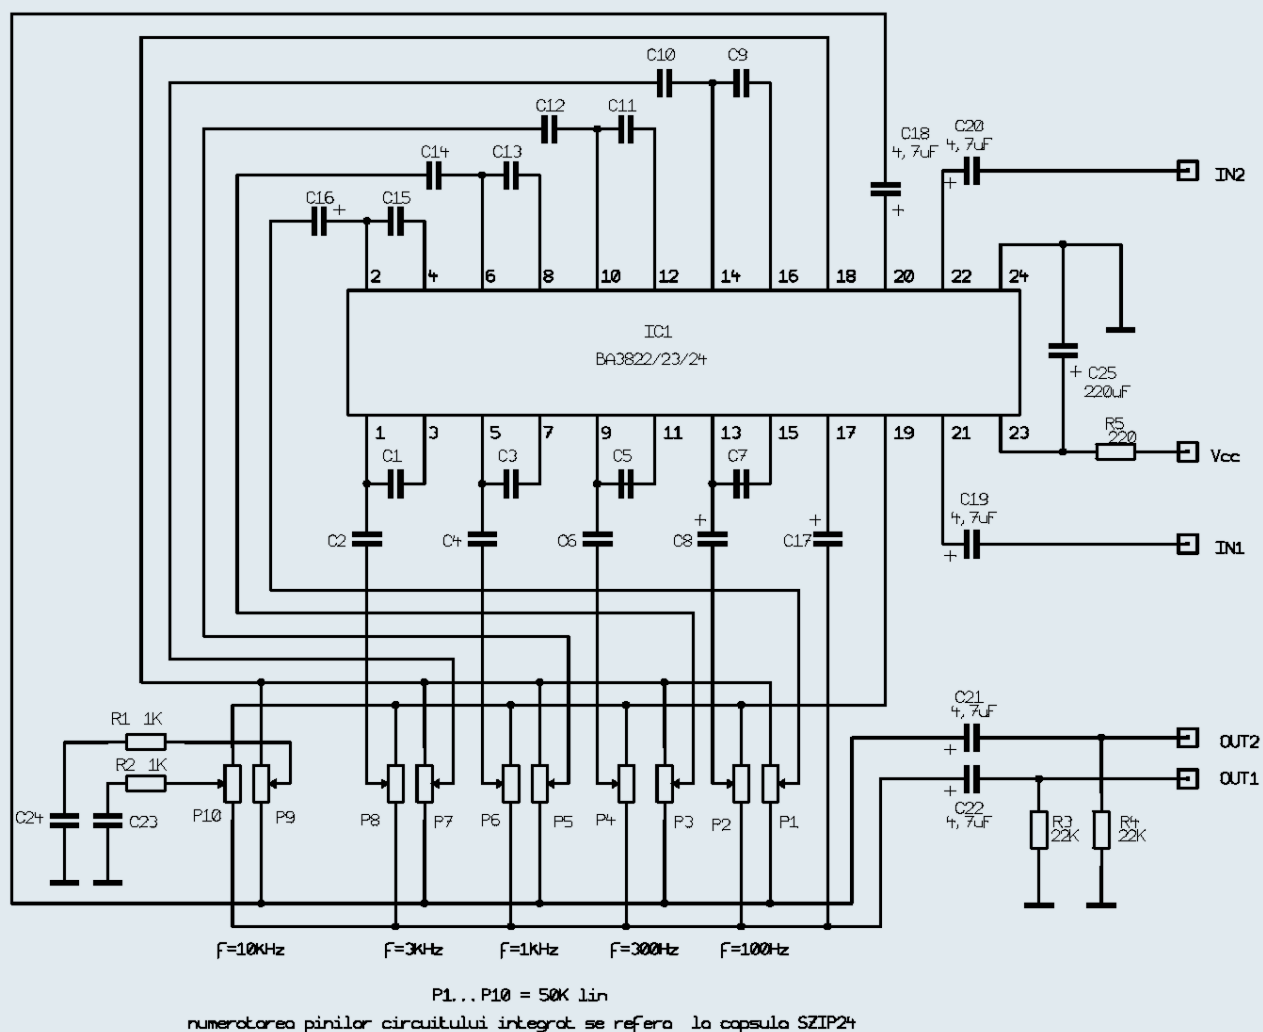 C10 C9
C12 C11
C18
4,7uF
C20
4,7uF
C14 C13
IN2
C16 + C15
+
+
2 4 6 8 10 12 14 16 18 20 22 24
IC1
BA3822/23/24
+ C25
220uF
1 3 5 7 9 11 13 15 17 19 21 23
R5
220
Vcc
C1 C3 C5 C7
C19
4,7uF
+ +
C2 C4 C6 C8 C17
+
IN1
C21
4,7uF
R1 1K
+
OUT2
R2 1K
OUT1
+
C22
4,7uF
C24 C23 P10 P9 P8 P7 P6 P5 P4 P3 P2 P1
R3
22K
R4
22K
f=10KHz f=3KHz f=1KHz f=300Hz f=100Hz
P1...P10 = 50K lin
numerotarea pinilor circuitului integrat se refera la capsula SZIP24